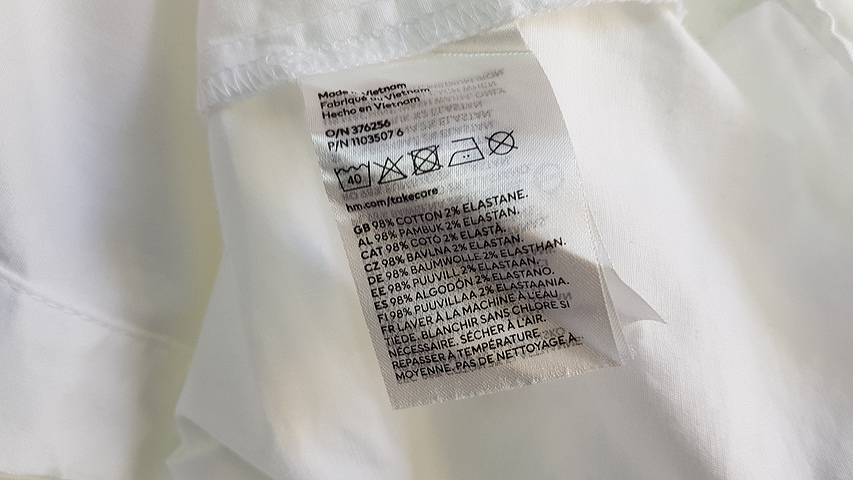 Made in Vietnam
Fabriqué au Vietnam
Hecho en Vietnam
O/N 376256
P/N 1103507 6
40
hm.com/takecare
GB 98% COTTON 2% ELASTANE.
AL 98% PAMBUK 2% ELASTAN.
CAT 98% COTÓ 2% ELASTÀ.
CZ 98% BAVLNA 2% ELASTAN.
DE 98% BAUMWOLLE 2% ELASTHAN.
EE 98% PUUVILL 2% ELASTAAN.
ES 98% ALGODÓN 2% ELASTANO.
FI 98% PUUVILLAA 2% ELASTAANIA.
FR LAVER À LA MACHINE À L'EAU
TIÈDE. BLANCHIR SANS CHLORE SI
NÉCESSAIRE. SÉCHER À L'AIR.
REPASSER À TEMPÉRATURE
MOYENNE. PAS DE NETTOYAGE À